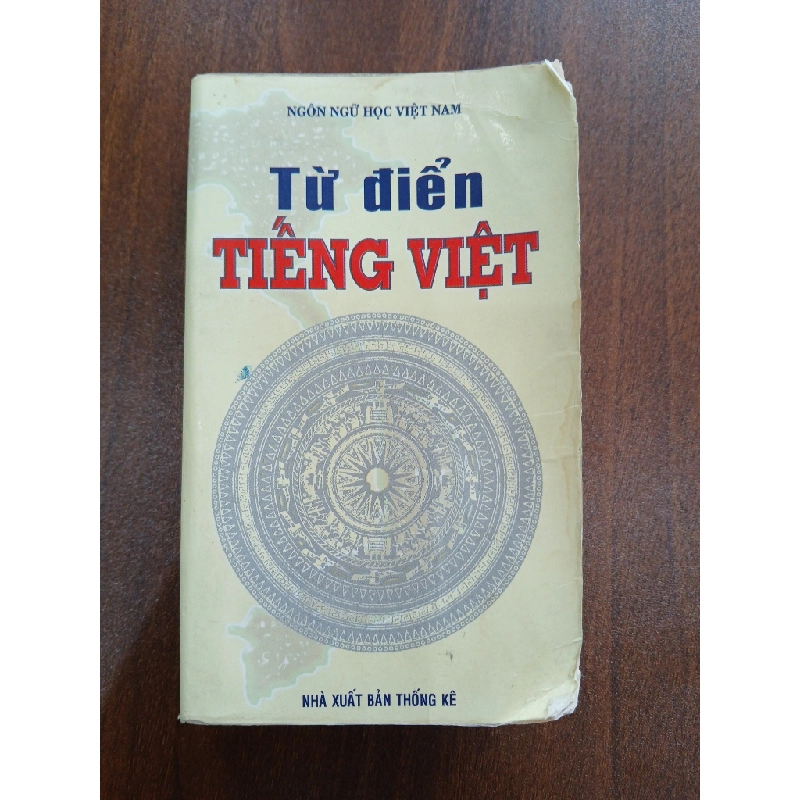 NGÔN NGỮ HỌC VIỆT NAM
Từ điển
TIẾNG VIỆT
NHÀ XUẤT BẢN THỐNG KÊ